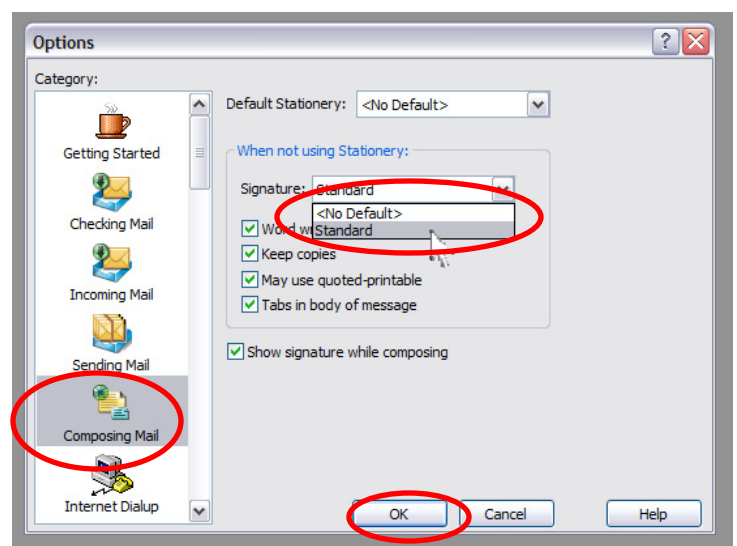 Options
Category:
Getting Started
Checking Mail
Incoming Mail
Sending Mail
Composing Mail
Internet Dialup
Default Stationery: <No Default>
When not using Stationery:
Signature: Standard
<No Default>
Standard
Word
Keep copies
May use quoted-printable
Tabs in body of message
Show signature while composing
OK
Cancel
Help